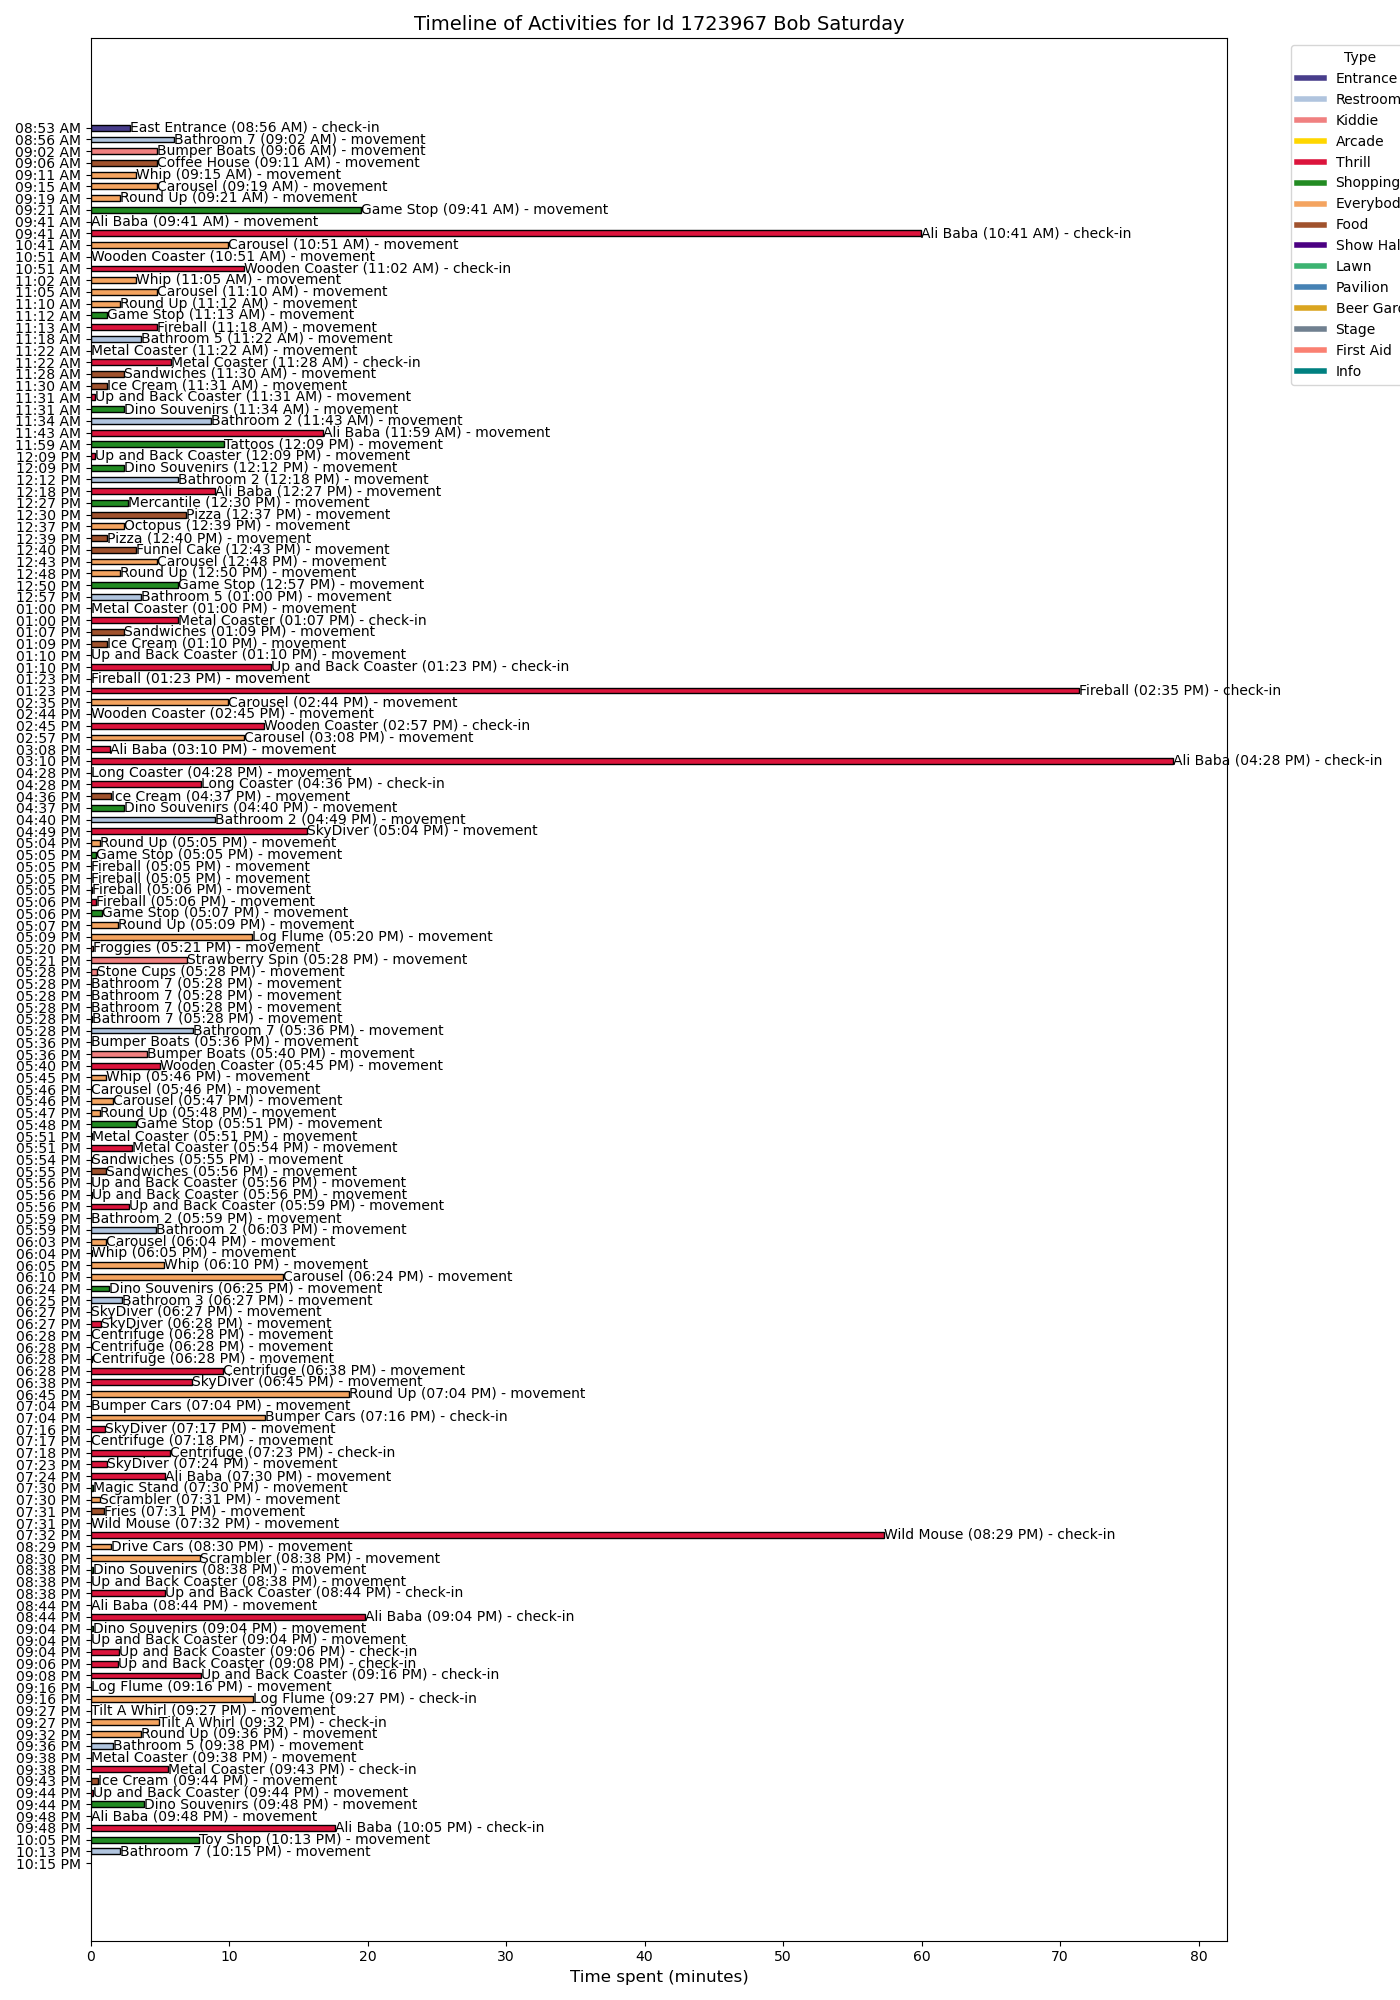 Timeline of Activities for Id 1723967 Bob Saturday
Type
Entrance
Restroom
Kiddie
Arcade
Thrill
Shopping
Everybod
Food
Show Hal
Lawn
Pavilion
Beer Gard
Stage
First Aid
Info
08:53 AM East Entrance (08:56 AM) - check-in
08:56 AM Bathroom 7 (09:02 AM) - movement
09:02 AM Bumper Boats (09:06 AM) - movement
09:06 AM Coffee House (09:11 AM) - movement
09:11 AM Whip (09:15 AM) - movement
09:15 AM Carousel (09:19 AM) - movement
09:19 AM Round Up (09:21 AM) - movement
09:21 AM Game Stop (09:41 AM) - movement
09:41 AM Ali Baba (09:41 AM) - movement
09:41 AM Ali Baba (10:41 AM) - check-in
10:41 AM Carousel (10:51 AM) - movement
10:51 AM Wooden Coaster (10:51 AM) - movement
10:51 AM Wooden Coaster (11:02 AM) - check-in
11:02 AM Whip (11:05 AM) - movement
11:05 AM Carousel (11:10 AM) - movement
11:10 AM Round Up (11:12 AM) - movement
11:12 AM Game Stop (11:13 AM) - movement
11:13 AM Fireball (11:18 AM) - movement
11:18 AM Bathroom 5 (11:22 AM) - movement
11:22 AM Metal Coaster (11:22 AM) - movement
11:22 AM Metal Coaster (11:28 AM) - check-in
11:28 AM Sandwiches (11:30 AM) - movement
11:30 AM Ice Cream (11:31 AM) - movement
11:31 AM Up and Back Coaster (11:31 AM) - movement
11:31 AM Dino Souvenirs (11:34 AM) - movement
11:34 AM Bathroom 2 (11:43 AM) - movement
11:43 AM Ali Baba (11:59 AM) - movement
11:59 AM Tattoos (12:09 PM) - movement
12:09 PM Up and Back Coaster (12:09 PM) - movement
12:09 PM Dino Souvenirs (12:12 PM) - movement
12:12 PM Bathroom 2 (12:18 PM) - movement
12:18 PM Ali Baba (12:27 PM) - movement
12:27 PM Mercantile (12:30 PM) - movement
12:30 PM Pizza (12:37 PM) - movement
12:37 PM Octopus (12:39 PM) - movement
12:39 PM Pizza (12:40 PM) - movement
12:40 PM Funnel Cake (12:43 PM) - movement
12:43 PM Carousel (12:48 PM) - movement
12:48 PM Round Up (12:50 PM) - movement
12:50 PM Game Stop (12:57 PM) - movement
12:57 PM Bathroom 5 (01:00 PM) - movement
01:00 PM Metal Coaster (01:00 PM) - movement
01:00 PM Metal Coaster (01:07 PM) - check-in
01:07 PM Sandwiches (01:09 PM) - movement
01:09 PM Ice Cream (01:10 PM) - movement
01:10 PM Up and Back Coaster (01:10 PM) - movement
01:10 PM Up and Back Coaster (01:23 PM) - check-in
01:23 PM Fireball (01:23 PM) - movement
01:23 PM Fireball (02:35 PM) - check-in
02:35 PM Carousel (02:44 PM) - movement
02:44 PM Wooden Coaster (02:45 PM) - movement
02:45 PM Wooden Coaster (02:57 PM) - check-in
02:57 PM Carousel (03:08 PM) - movement
03:08 PM Ali Baba (03:10 PM) - movement
03:10 PM Ali Baba (04:28 PM) - check-in
04:28 PM Long Coaster (04:28 PM) - movement
04:28 PM Long Coaster (04:36 PM) - check-in
04:36 PM Ice Cream (04:37 PM) - movement
04:37 PM Dino Souvenirs (04:40 PM) - movement
04:40 PM Bathroom 2 (04:49 PM) - movement
04:49 PM SkyDiver (05:04 PM) - movement
05:04 PM Round Up (05:05 PM) - movement
05:05 PM Game Stop (05:05 PM) - movement
05:05 PM Fireball (05:05 PM) - movement
05:05 PM Fireball (05:05 PM) - movement
05:05 PM Fireball (05:06 PM) - movement
05:06 PM Fireball (05:06 PM) - movement
05:06 PM Game Stop (05:07 PM) - movement
05:07 PM Round Up (05:09 PM) - movement
05:09 PM Log Flume (05:20 PM) - movement
05:20 PM Froggies (05:21 PM) - movement
05:21 PM Strawberry Spin (05:28 PM) - movement
05:28 PM Stone Cups (05:28 PM) - movement
05:28 PM Bathroom 7 (05:28 PM) - movement
05:28 PM Bathroom 7 (05:28 PM) - movement
05:28 PM Bathroom 7 (05:28 PM) - movement
05:28 PM Bathroom 7 (05:28 PM) - movement
05:28 PM Bathroom 7 (05:36 PM) - movement
05:36 PM Bumper Boats (05:36 PM) - movement
05:36 PM Bumper Boats (05:40 PM) - movement
05:40 PM Wooden Coaster (05:45 PM) - movement
05:45 PM Whip (05:46 PM) - movement
05:46 PM Carousel (05:46 PM) - movement
05:46 PM Carousel (05:47 PM) - movement
05:47 PM Round Up (05:48 PM) - movement
05:48 PM Game Stop (05:51 PM) - movement
05:51 PM Metal Coaster (05:51 PM) - movement
05:51 PM Metal Coaster (05:54 PM) - movement
05:54 PM Sandwiches (05:55 PM) - movement
05:55 PM Sandwiches (05:56 PM) - movement
05:56 PM Up and Back Coaster (05:56 PM) - movement
05:56 PM Up and Back Coaster (05:56 PM) - movement
05:56 PM Up and Back Coaster (05:59 PM) - movement
05:59 PM Bathroom 2 (05:59 PM) - movement
05:59 PM Bathroom 2 (06:03 PM) - movement
06:03 PM Carousel (06:04 PM) - movement
06:04 PM Whip (06:05 PM) - movement
06:05 PM Whip (06:10 PM) - movement
06:10 PM Carousel (06:24 PM) - movement
06:24 PM Dino Souvenirs (06:25 PM) - movement
06:25 PM Bathroom 3 (06:27 PM) - movement
06:27 PM SkyDiver (06:27 PM) - movement
06:27 PM SkyDiver (06:28 PM) - movement
06:28 PM Centrifuge (06:28 PM) - movement
06:28 PM Centrifuge (06:28 PM) - movement
06:28 PM Centrifuge (06:28 PM) - movement
06:28 PM Centrifuge (06:38 PM) - movement
06:38 PM SkyDiver (06:45 PM) - movement
06:45 PM Round Up (07:04 PM) - movement
07:04 PM Bumper Cars (07:04 PM) - movement
07:04 PM Bumper Cars (07:16 PM) - check-in
07:16 PM SkyDiver (07:17 PM) - movement
07:17 PM Centrifuge (07:18 PM) - movement
07:18 PM Centrifuge (07:23 PM) - check-in
07:23 PM SkyDiver (07:24 PM) - movement
07:24 PM Ali Baba (07:30 PM) - movement
07:30 PM Magic Stand (07:30 PM) - movement
07:30 PM Scrambler (07:31 PM) - movement
07:31 PM Fries (07:31 PM) - movement
07:31 PM Wild Mouse (07:32 PM) - movement
07:32 PM Wild Mouse (08:29 PM) - check-in
08:29 PM Drive Cars (08:30 PM) - movement
08:30 PM Scrambler (08:38 PM) - movement
08:38 PM Dino Souvenirs (08:38 PM) - movement
08:38 PM Up and Back Coaster (08:38 PM) - movement
08:38 PM Up and Back Coaster (08:44 PM) - check-in
08:44 PM Ali Baba (08:44 PM) - movement
08:44 PM Ali Baba (09:04 PM) - check-in
09:04 PM Dino Souvenirs (09:04 PM) - movement
09:04 PM Up and Back Coaster (09:04 PM) - movement
09:04 PM Up and Back Coaster (09:06 PM) - check-in
09:06 PM Up and Back Coaster (09:08 PM) - check-in
09:08 PM Up and Back Coaster (09:16 PM) - check-in
09:16 PM Log Flume (09:16 PM) - movement
09:16 PM Log Flume (09:27 PM) - check-in
09:27 PM Tilt A Whirl (09:27 PM) - movement
09:27 PM Tilt A Whirl (09:32 PM) - check-in
09:32 PM Round Up (09:36 PM) - movement
09:36 PM Bathroom 5 (09:38 PM) - movement
09:38 PM Metal Coaster (09:38 PM) - movement
09:38 PM Metal Coaster (09:43 PM) - check-in
09:43 PM Ice Cream (09:44 PM) - movement
09:44 PM Up and Back Coaster (09:44 PM) - movement
09:44 PM Dino Souvenirs (09:48 PM) - movement
09:48 PM Ali Baba (09:48 PM) - movement
09:48 PM Ali Baba (10:05 PM) - check-in
10:05 PM Toy Shop (10:13 PM) - movement
10:13 PM Bathroom 7 (10:15 PM) - movement
10:15 PM
0 10 20 30 40 50 60 70 80
Time spent (minutes)